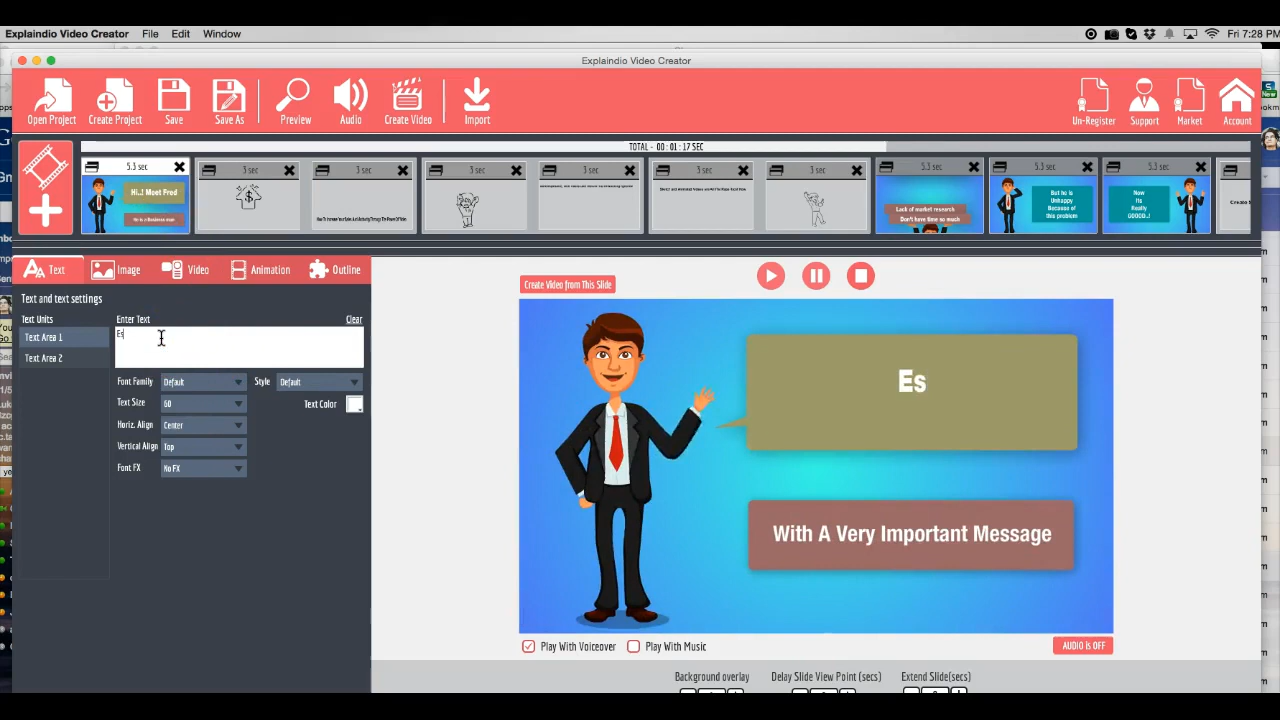 Explaindio Video Creator File Edit Window Fri 7:28 PM
Explaindio Video Creator
Open Project Create Project Save Save As Preview Audio Create Video Import Un-Register Support Market Account
TOTAL - 00 : 01 : 17 SEC
5.3 sec 3 sec 3 sec 3 sec 3 sec 3 sec 3 sec 5.3 sec 5.3 sec 5.3 sec
Hi..! Meet Fred
He is a Business man
Lack of market research
Don't have time so much
But he is
Unhappy
Because of
this problem
Now
its
Really
GOOOD..!
Text Image Video Animation Outline
Text and text settings
Text Units Enter Text Clear
Text Area 1 Es
Text Area 2
Font Family Default Style Default
Text Size 60 Text Color
Horiz. Align Center
Vertical Align Top
Font FX No FX
Create Video from This Slide
Es
With A Very Important Message
Play With Voiceover Play With Music AUDIO is OFF
Background overlay Delay Slide View Point (secs) Extend Slide(secs)